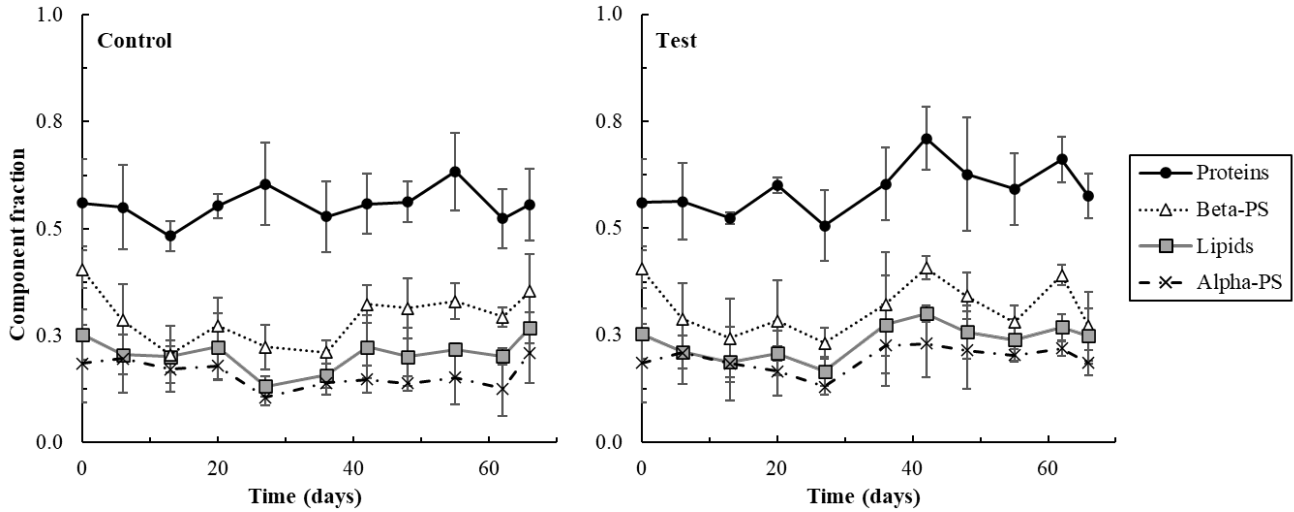 Control
Component fraction
1.0
0.8
0.5
0.3
0.0
0
20
40
60
Time (days)
Test
1.0
0.8
0.5
0.3
0.0
0
20
40
60
Time (days)
Proteins
Beta-PS
Lipids
Alpha-PS